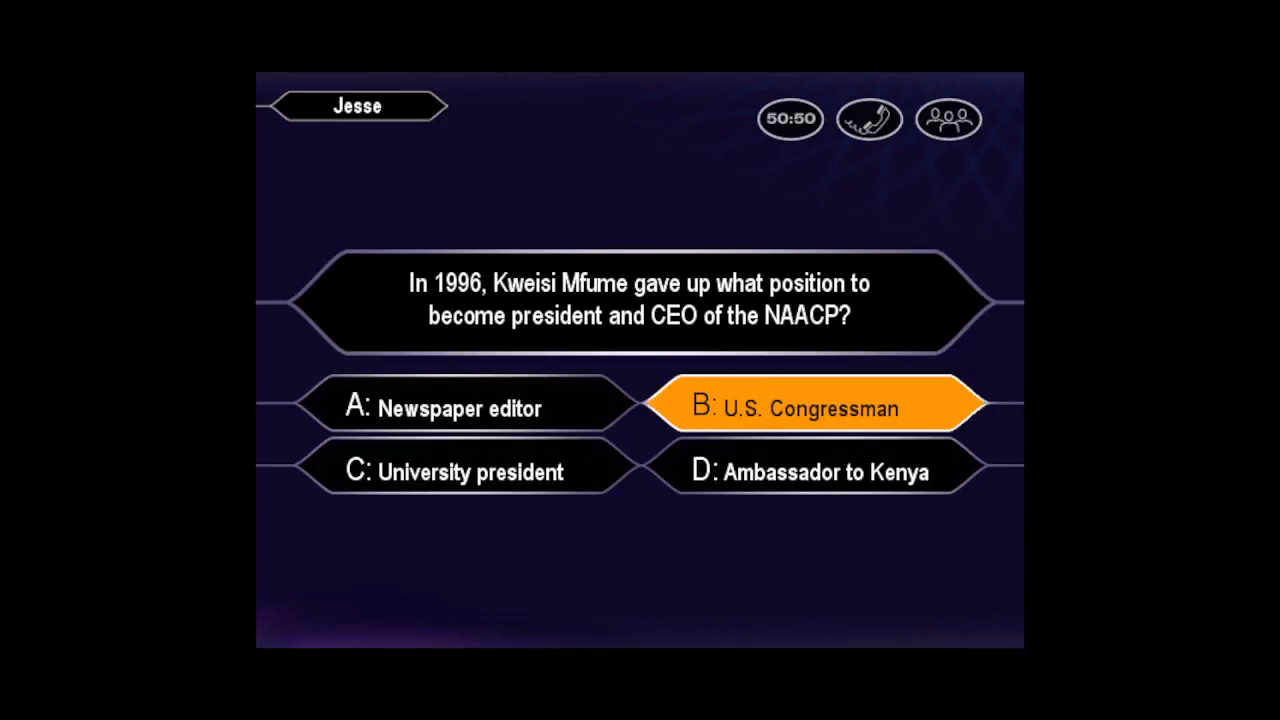 Jesse
50:50
In 1996, Kweisi Mfume gave up what position to
become president and CEO of the NAACP?
A: Newspaper editor
B: U.S. Congressman
C: University president
D: Ambassador to Kenya